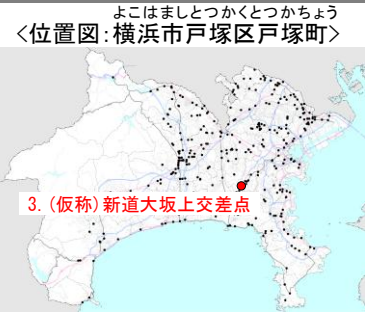 よこはましとつかくとつかちょう
<位置図:横浜市戸塚区戸塚町>
3.(仮称)新道大坂上交差点